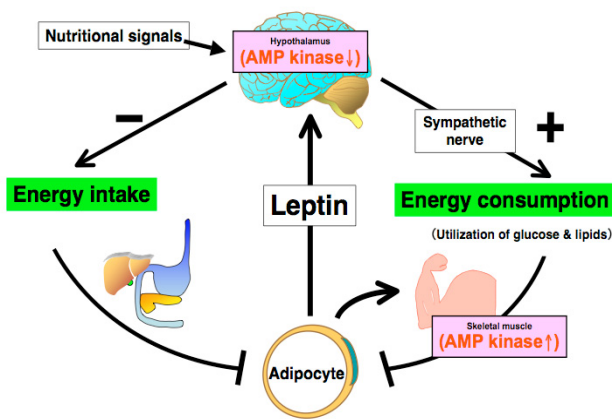 Nutritional signals
Hypothalamus
(AMP kinase↓)
−
Sympathetic
nerve
+
Energy intake
Leptin
Energy consumption
(Utilization of glucose & lipids)
Skeletal muscle
(AMP kinase↑)
Adipocyte